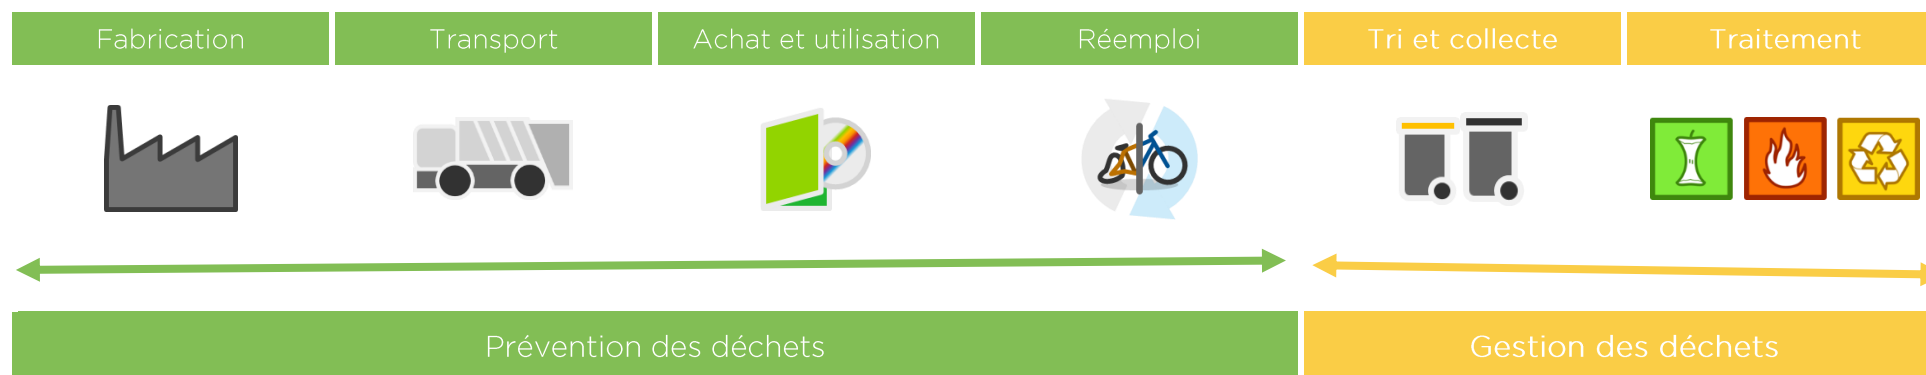 Fabrication
Transport
Achat et utilisation
Réemploi
Tri et collecte
Traitement
Prévention des déchets
Gestion des déchets